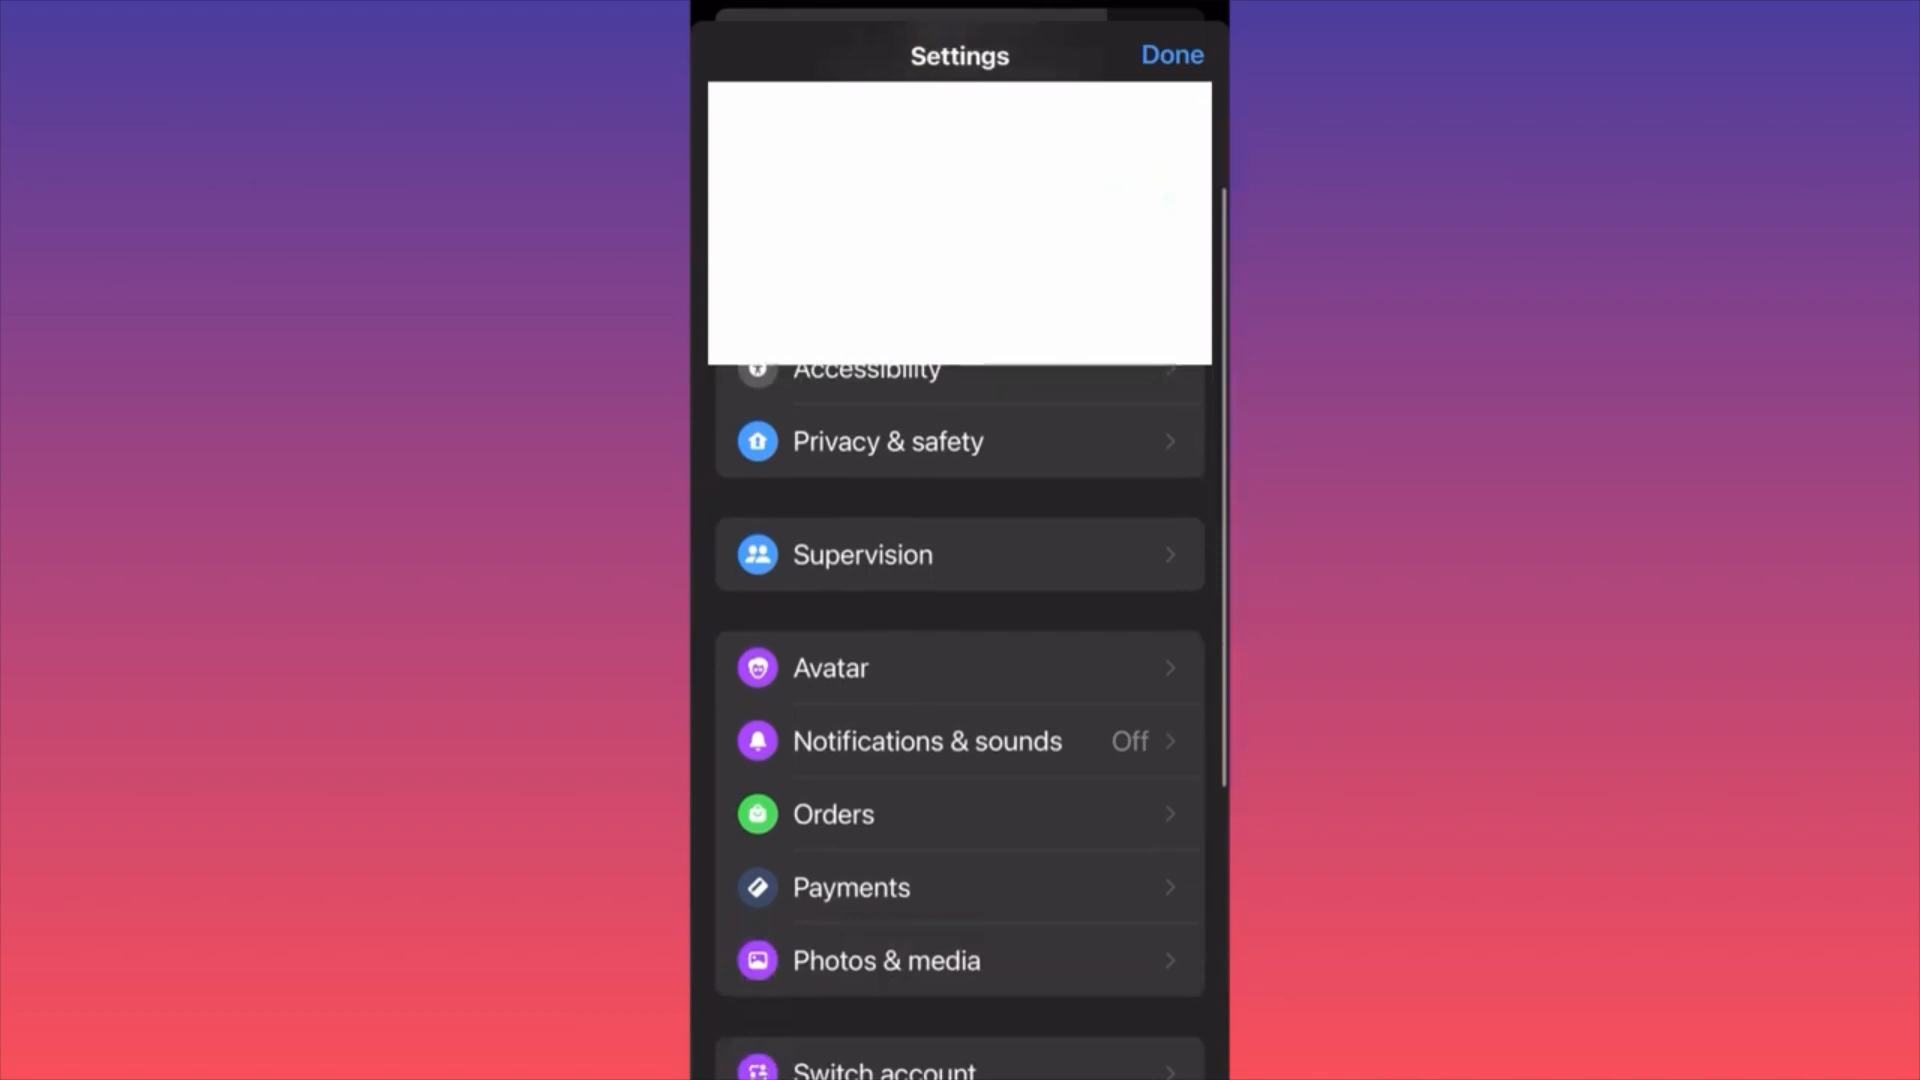 Settings
Done
Accessibility
Privacy & safety
Supervision
Avatar
Notifications & sounds
Off
Orders
Payments
Photos & media
Switch account